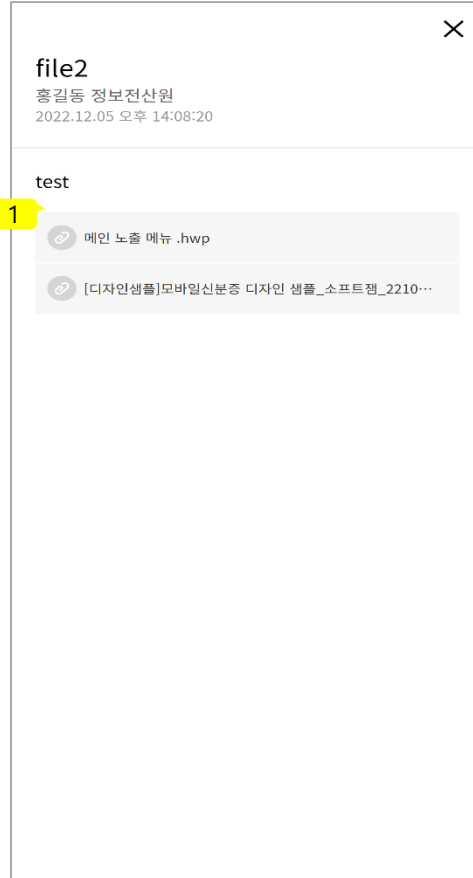 file2
홍길동 정보전산원
2022.12.05 오후 14:08:20
test
1
메인 노출 메뉴 .hwp
[디자인샘플]모바일신분증 디자인 샘플_소프트잼_2210···